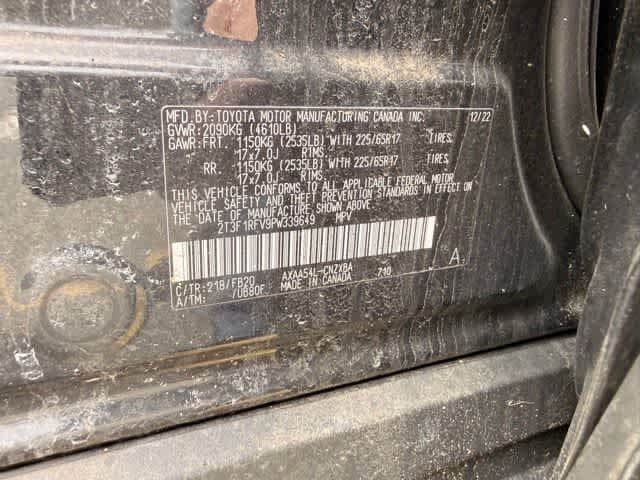 MFD. BY: TOYOTA MOTOR MANUFACTURING CANADA INC. 12/22
GVWR: 2090KG (4610LB)
GAWR: FRT. 1150KG (2535LB) WITH 225/65R17 TIRES,
17x7.0J RIMS
RR. 1150KG (2535LB) WITH 225/65R17 TIRES,
17x7.0J RIMS
THIS VEHICLE CONFORMS TO ALL APPLICABLE FEDERAL MOTOR
VEHICLE SAFETY AND THEFT PREVENTION STANDARDS IN EFFECT ON
THE DATE OF MANUFACTURE SHOWN ABOVE.
2T3F1RFV9PW339649 MPV
A
C/TR: 218/FB20 AXAA54L-CNZXBA 710
A/TM: /UB80F MADE IN CANADA